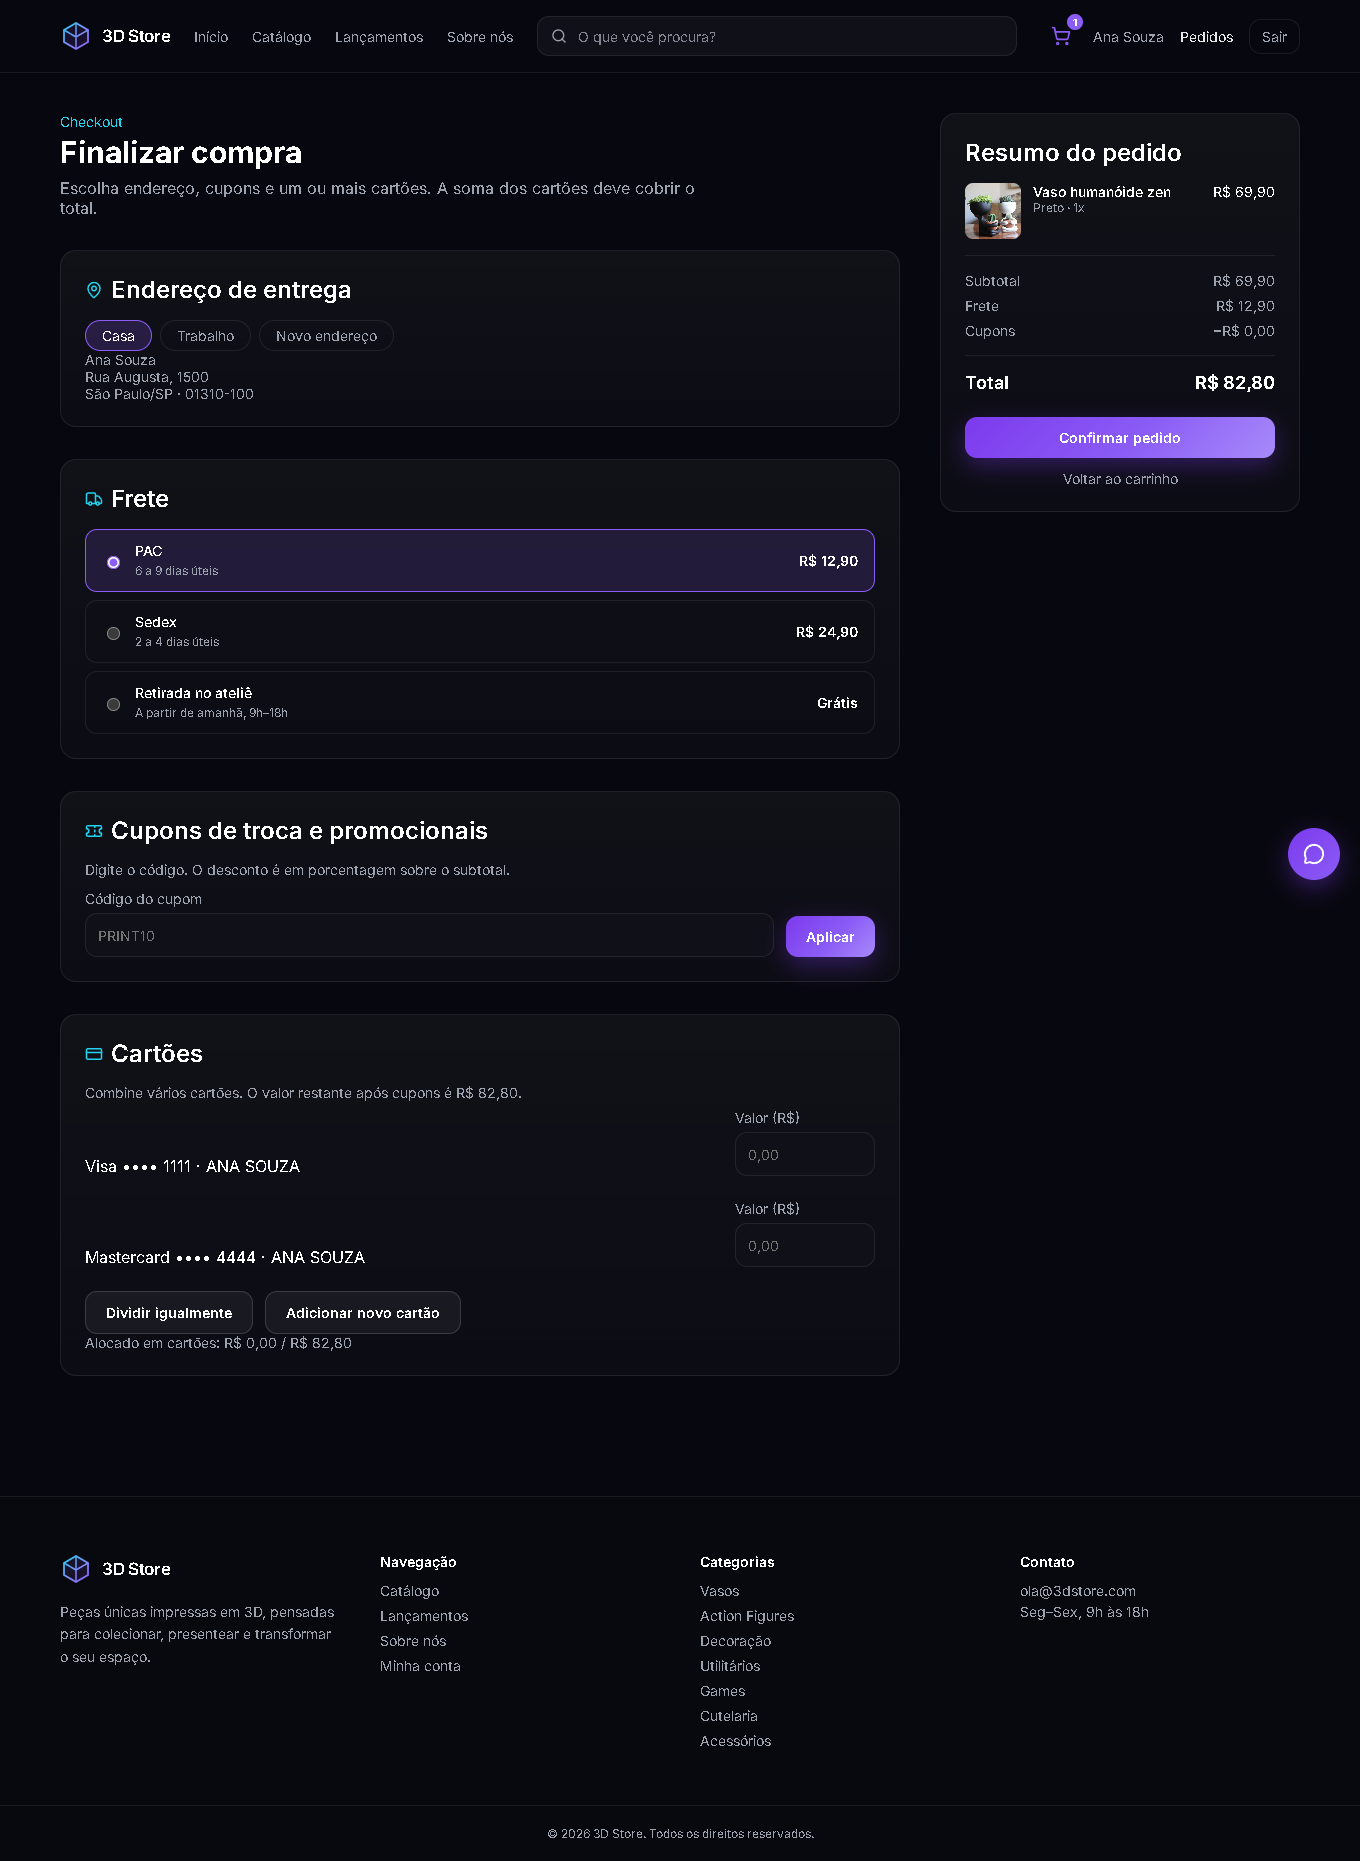 3D Store
Início
Catálogo
Lançamentos
Sobre nós
O que você procura?
1
Ana Souza
Pedidos
Sair
Checkout
Finalizar compra
Escolha endereço, cupons e um ou mais cartões. A soma dos cartões deve cobrir o
total.
Endereço de entrega
Casa
Trabalho
Novo endereço
Ana Souza
Rua Augusta, 1500
São Paulo/SP · 01310-100
Frete
PAC
6 a 9 dias úteis
R$ 12,90
Sedex
2 a 4 dias úteis
R$ 24,90
Retirada no ateliê
A partir de amanhã, 9h–18h
Grátis
Cupons de troca e promocionais
Digite o código. O desconto é em porcentagem sobre o subtotal.
Código do cupom
PRINT10
Aplicar
Cartões
Combine vários cartões. O valor restante após cupons é R$ 82,80.
Valor (R$)
Visa •••• 1111 · ANA SOUZA
0,00
Valor (R$)
Mastercard •••• 4444 · ANA SOUZA
0,00
Dividir igualmente
Adicionar novo cartão
Alocado em cartões: R$ 0,00 / R$ 82,80
Resumo do pedido
Vaso humanóide zen
R$ 69,90
Preto · 1x
Subtotal
R$ 69,90
Frete
R$ 12,90
Cupons
−R$ 0,00
Total
R$ 82,80
Confirmar pedido
Voltar ao carrinho
3D Store
Peças únicas impressas em 3D, pensadas
para colecionar, presentear e transformar
o seu espaço.
Navegação
Catálogo
Lançamentos
Sobre nós
Minha conta
Categorias
Vasos
Action Figures
Decoração
Utilitários
Games
Cutelaria
Acessórios
Contato
ola@3dstore.com
Seg–Sex, 9h às 18h
© 2026 3D Store. Todos os direitos reservados.